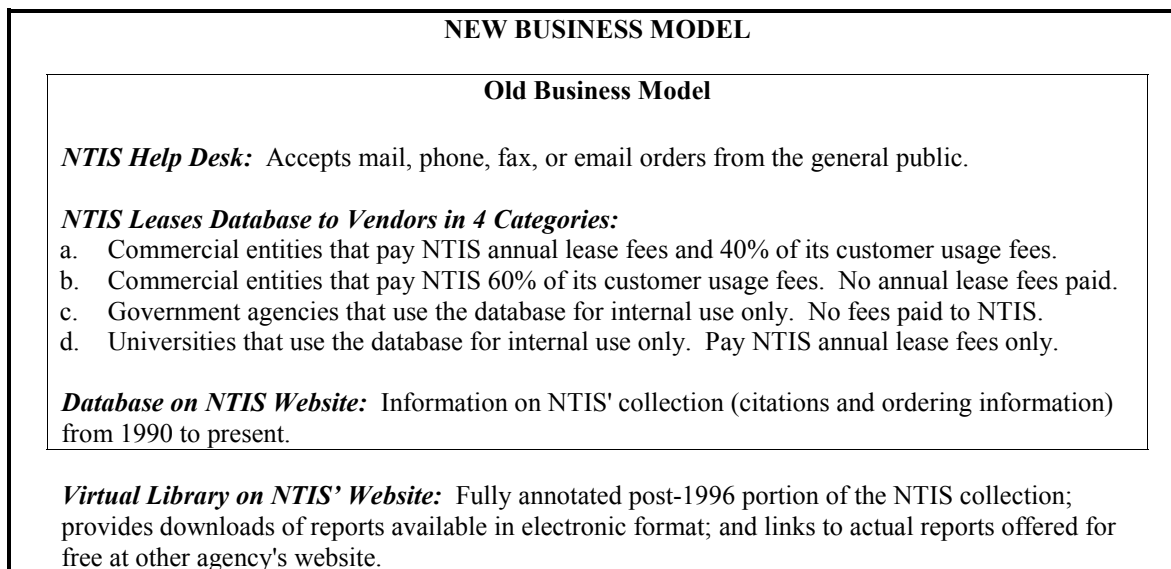 NEW BUSINESS MODEL
Old Business Model
NTIS Help Desk: Accepts mail, phone, fax, or email orders from the general public.
NTIS Leases Database to Vendors in 4 Categories:
a. Commercial entities that pay NTIS annual lease fees and 40% of its customer usage fees.
b. Commercial entities that pay NTIS 60% of its customer usage fees. No annual lease fees paid.
c. Government agencies that use the database for internal use only. No fees paid to NTIS.
d. Universities that use the database for internal use only. Pay NTIS annual lease fees only.
Database on NTIS Website: Information on NTIS' collection (citations and ordering information)
from 1990 to present.
Virtual Library on NTIS’ Website: Fully annotated post-1996 portion of the NTIS collection;
provides downloads of reports available in electronic format; and links to actual reports offered for
free at other agency's website.